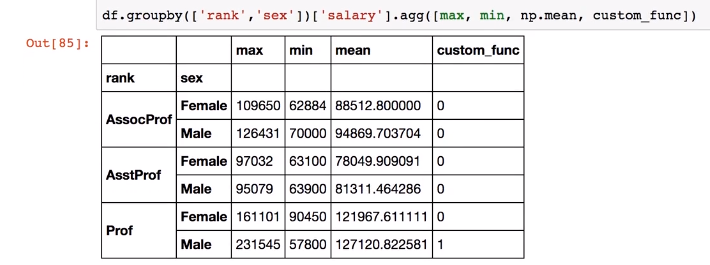 df.groupby(['rank','sex'])['salary'].agg([max, min, np.mean, custom_func])
Out[85]:
max min mean custom_func
rank sex
AssocProf Female 109650 62884 88512.800000 0
Male 126431 70000 94869.703704 0
AsstProf Female 97032 63100 78049.909091 0
Male 95079 63900 81311.464286 0
Prof Female 161101 90450 121967.611111 0
Male 231545 57800 127120.822581 1